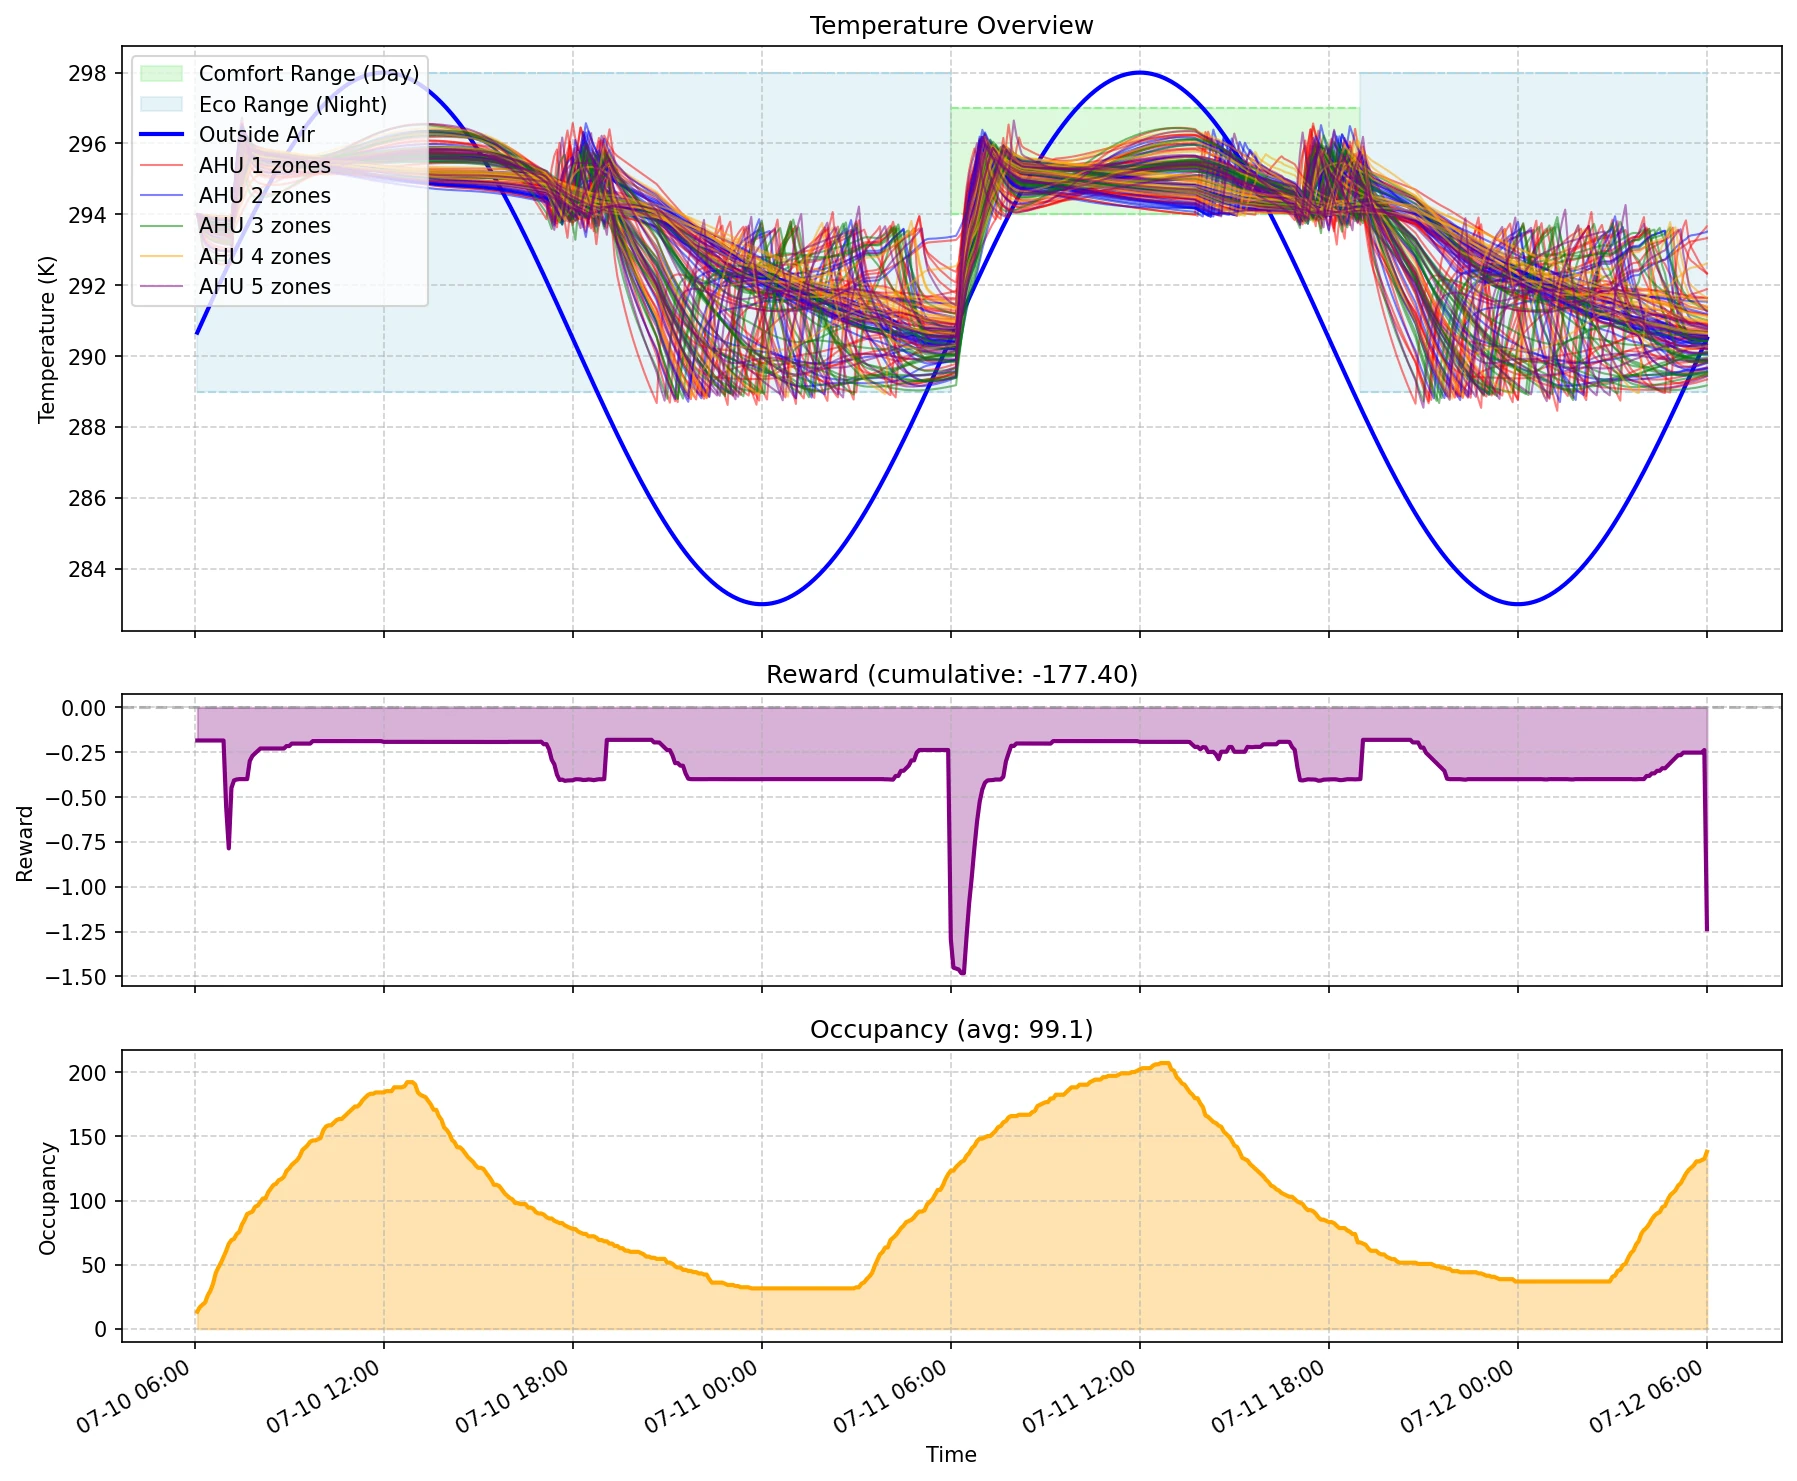 Temperature Overview
Temperature (K)
298
296
294
292
290
288
286
284
Comfort Range (Day)
Eco Range (Night)
Outside Air
AHU 1 zones
AHU 2 zones
AHU 3 zones
AHU 4 zones
AHU 5 zones
Reward (cumulative: -177.40)
Reward
0.00
−0.25
−0.50
−0.75
−1.00
−1.25
−1.50
Occupancy (avg: 99.1)
Occupancy
200
150
100
50
0
07-10 06:00
07-10 12:00
07-10 18:00
07-11 00:00
07-11 06:00
07-11 12:00
07-11 18:00
07-12 00:00
07-12 06:00
Time